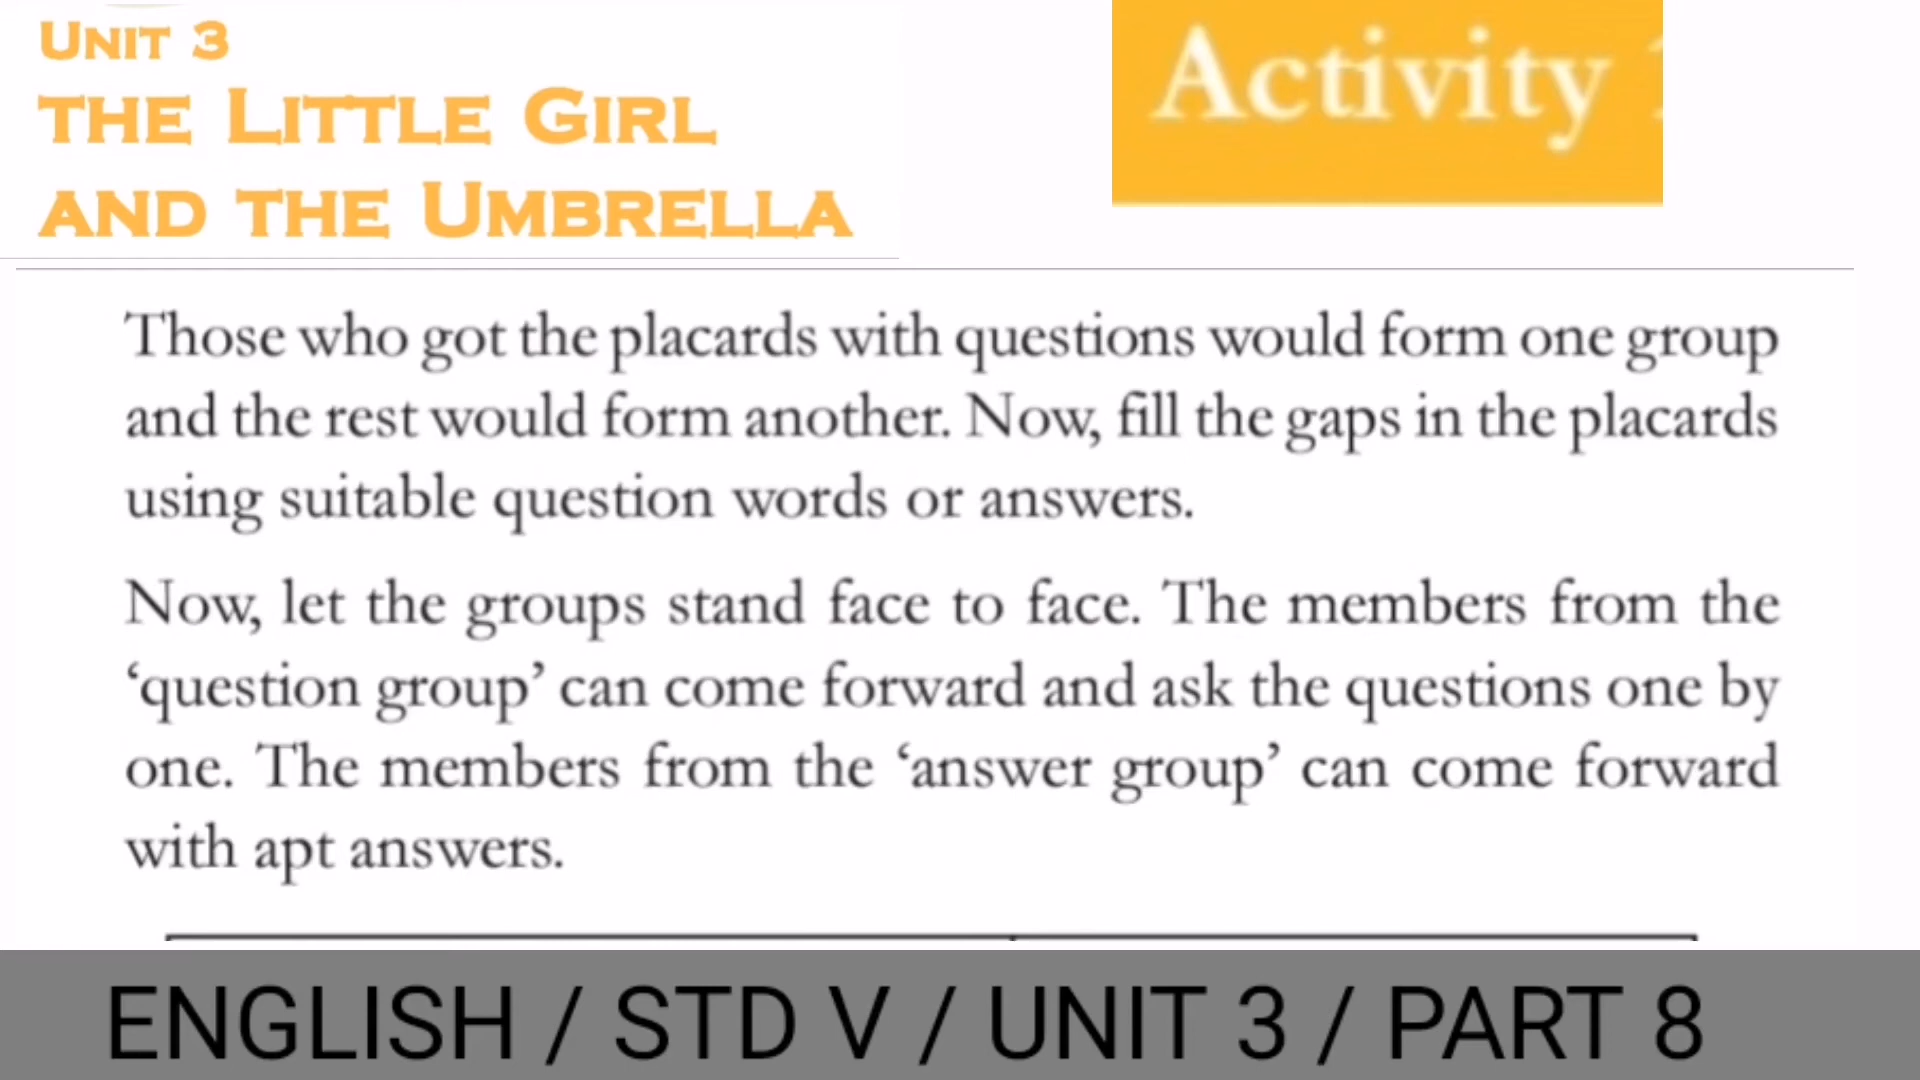 UNIT 3
THE LITTLE GIRL
AND THE UMBRELLA
Activity
Those who got the placards with questions would form one group
and the rest would form another. Now, fill the gaps in the placards
using suitable question words or answers.
Now, let the groups stand face to face. The members from the
‘question group’ can come forward and ask the questions one by
one. The members from the ‘answer group’ can come forward
with apt answers.
ENGLISH / STD V / UNIT 3 / PART 8